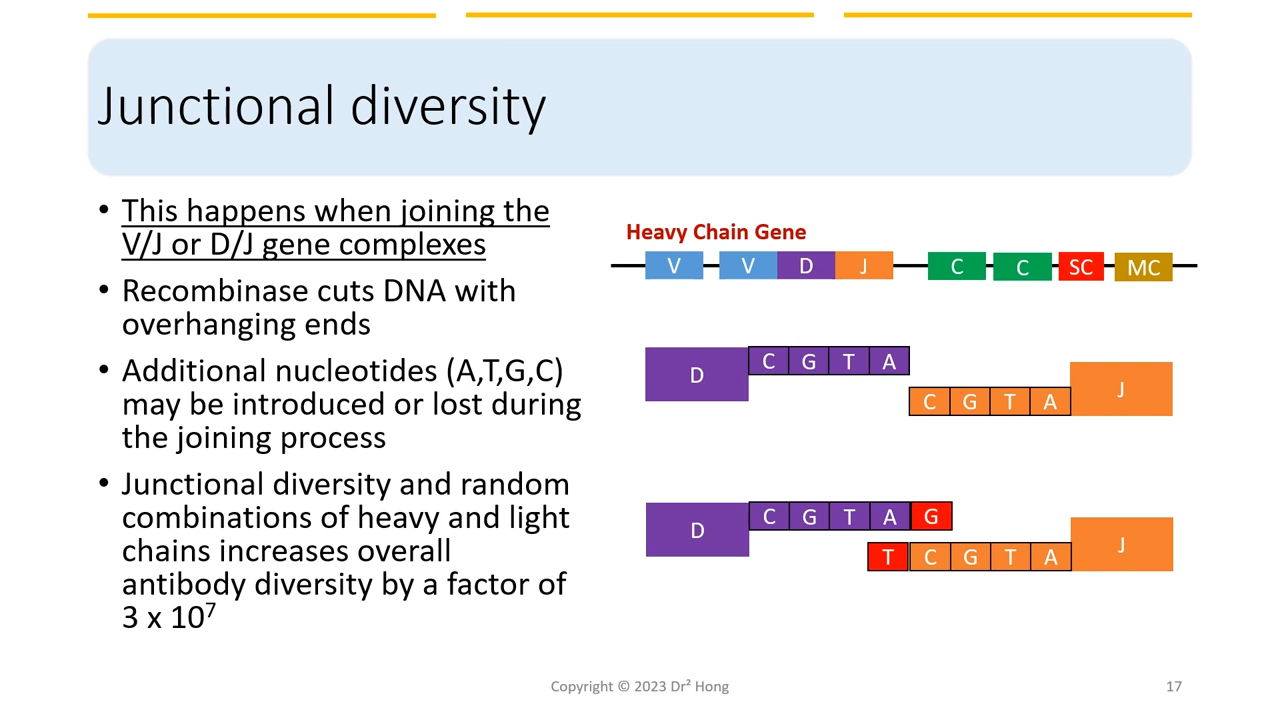 Junctional diversity
• This happens when joining the
V/J or D/J gene complexes
• Recombinase cuts DNA with
overhanging ends
• Additional nucleotides (A,T,G,C)
may be introduced or lost during
the joining process
• Junctional diversity and random
combinations of heavy and light
chains increases overall
antibody diversity by a factor of
3 x 10⁷
Heavy Chain Gene
V V D J C C SC MC
D C G T A
C G T A J
D C G T A G
T C G T A J
Copyright © 2023 Dr² Hong
17